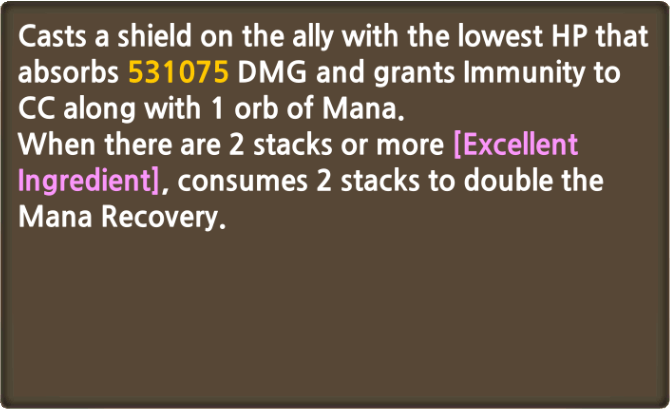 Casts a shield on the ally with the lowest HP that
absorbs 531075 DMG and grants Immunity to
CC along with 1 orb of Mana.
When there are 2 stacks or more [Excellent
Ingredient], consumes 2 stacks to double the
Mana Recovery.